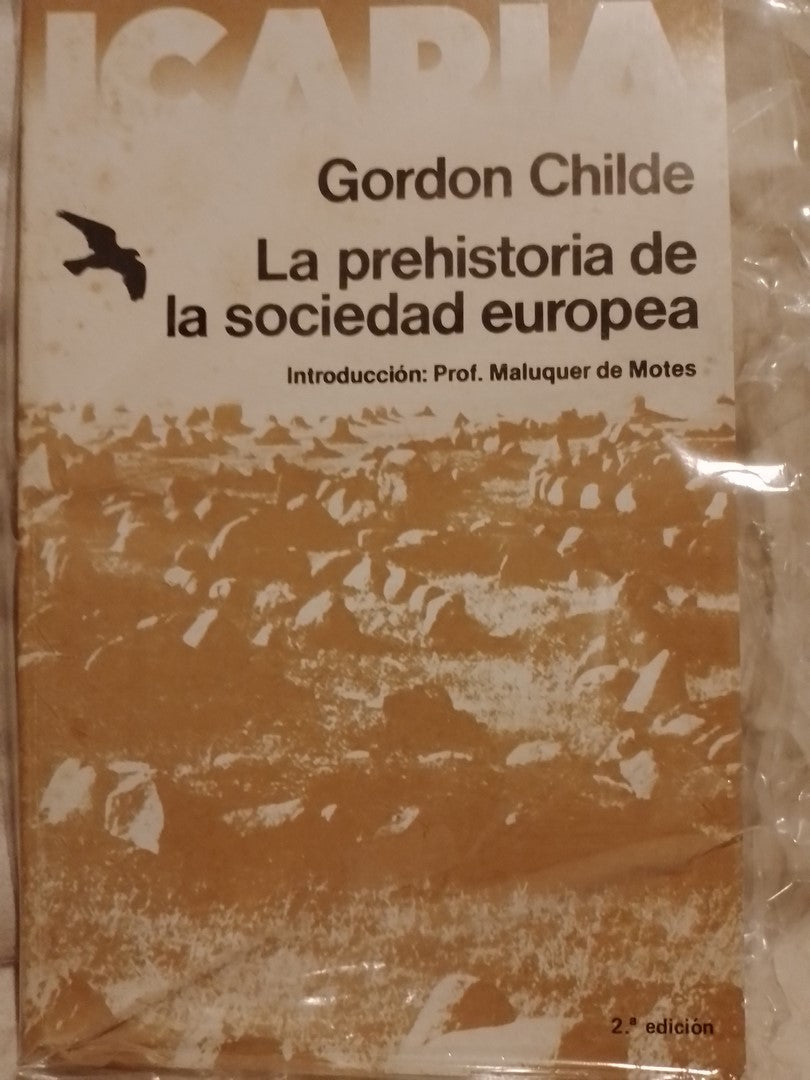 ICARIA
Gordon Childe
La prehistoria de
la sociedad europea
Introducción: Prof. Maluquer de Motes
2.ª edición